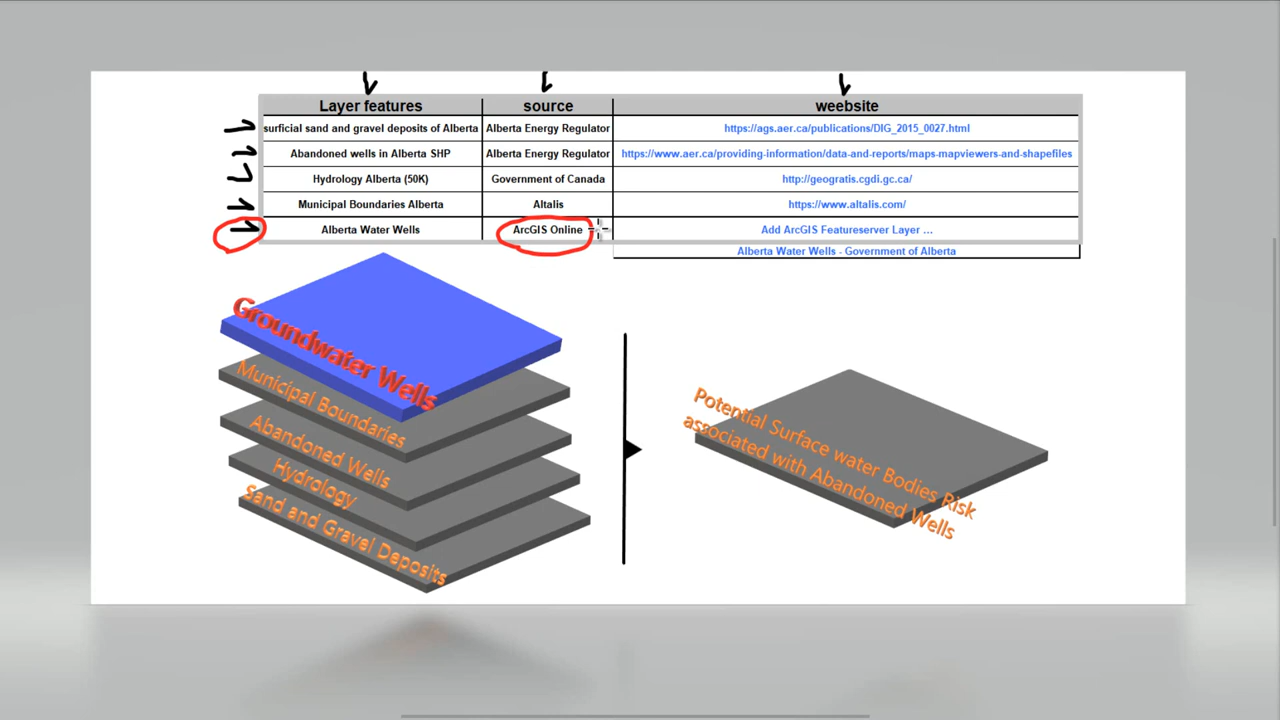 Layer features source weebsite
surficial sand and gravel deposits of Alberta Alberta Energy Regulator https://ags.aer.ca/publications/DIG_2015_0027.html
Abandoned wells in Alberta SHP Alberta Energy Regulator https://www.aer.ca/providing-information/data-and-reports/maps-mapviewers-and-shapefiles
Hydrology Alberta (50K) Government of Canada http://geogratis.cgdi.gc.ca/
Municipal Boundaries Alberta Altalis https://www.altalis.com/
Alberta Water Wells ArcGIS Online Add ArcGIS Featureserver Layer ...
Alberta Water Wells - Government of Alberta
Groundwater Wells
Municipal Boundaries
Abandoned Wells
Hydrology
Sand and Gravel Deposits
Potential Surface water Bodies Risk
associated with Abandoned Wells